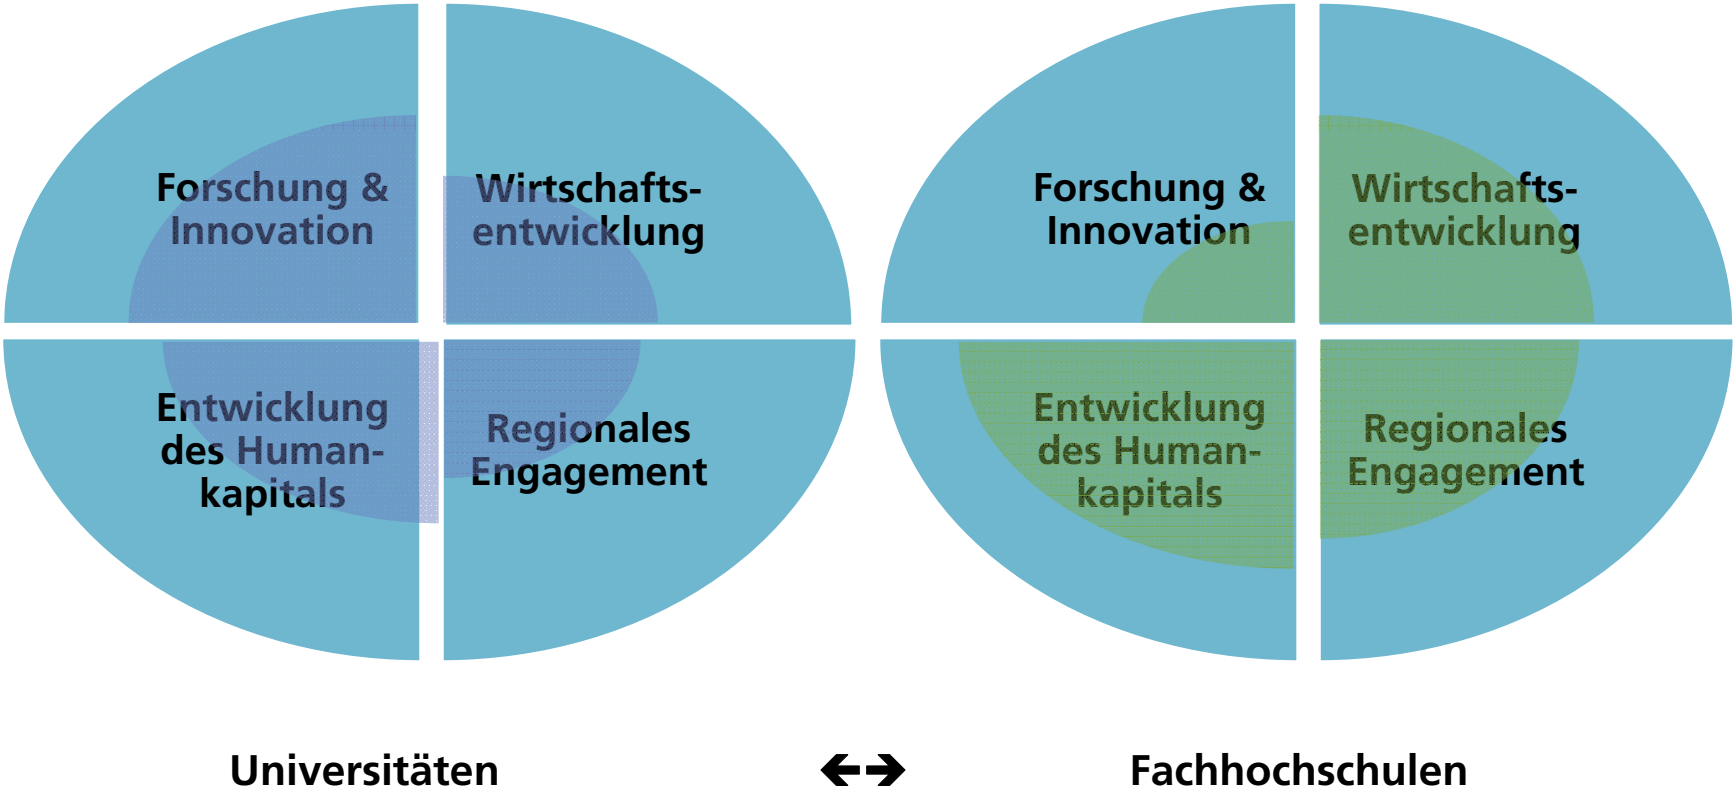 Forschung &
Innovation
Wirtschafts-
entwicklung
Entwicklung
des Human-
kapitals
Regionales
Engagement
Forschung &
Innovation
Wirtschafts-
entwicklung
Entwicklung
des Human-
kapitals
Regionales
Engagement
Universitäten
Fachhochschulen